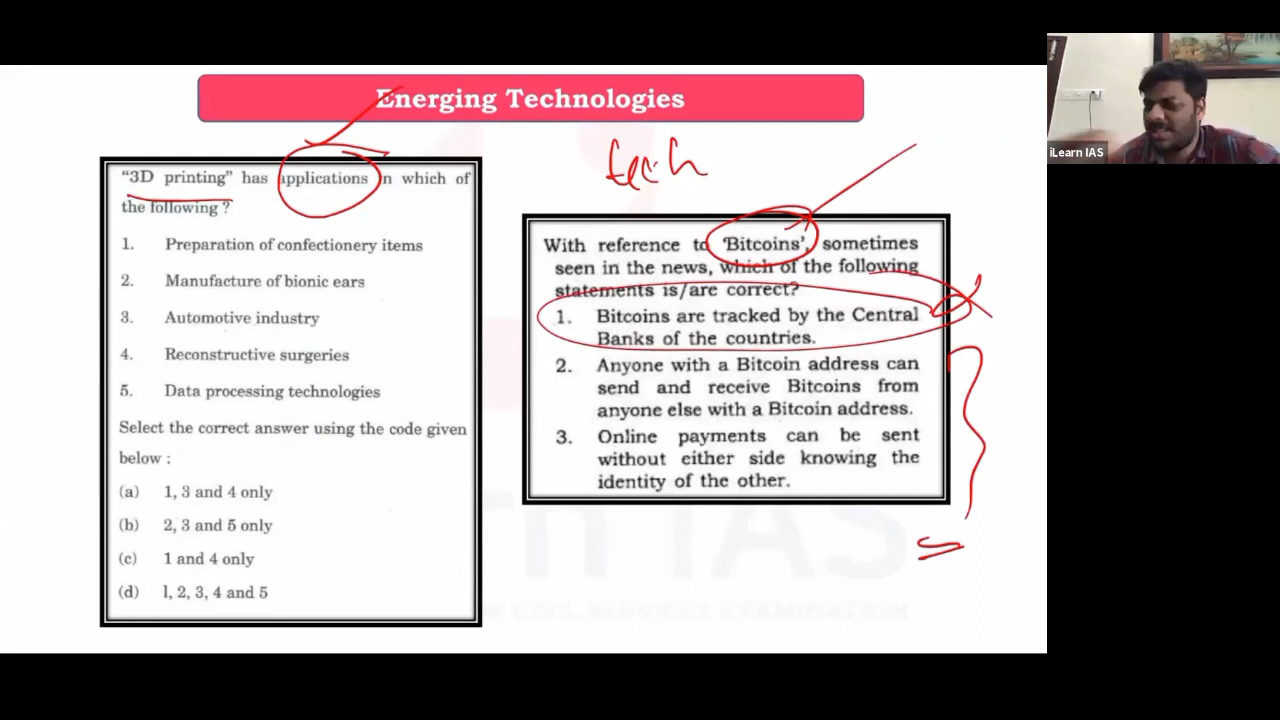 Energing Technologies
tech
"3D printing" has applications in which of
the following ?
1. Preparation of confectionery items
2. Manufacture of bionic ears
3. Automotive industry
4. Reconstructive surgeries
5. Data processing technologies
Select the correct answer using the code given
below :
(a) 1, 3 and 4 only
(b) 2, 3 and 5 only
(c) 1 and 4 only
(d) 1, 2, 3, 4 and 5
With reference to 'Bitcoins', sometimes
seen in the news, which of the following
statements is/are correct?
1. Bitcoins are tracked by the Central
Banks of the countries.
2. Anyone with a Bitcoin address can
send and receive Bitcoins from
anyone else with a Bitcoin address.
3. Online payments can be sent
without either side knowing the
identity of the other.
rn IAS
CIVIL SERVICES EXAMINATION
iLearn IAS